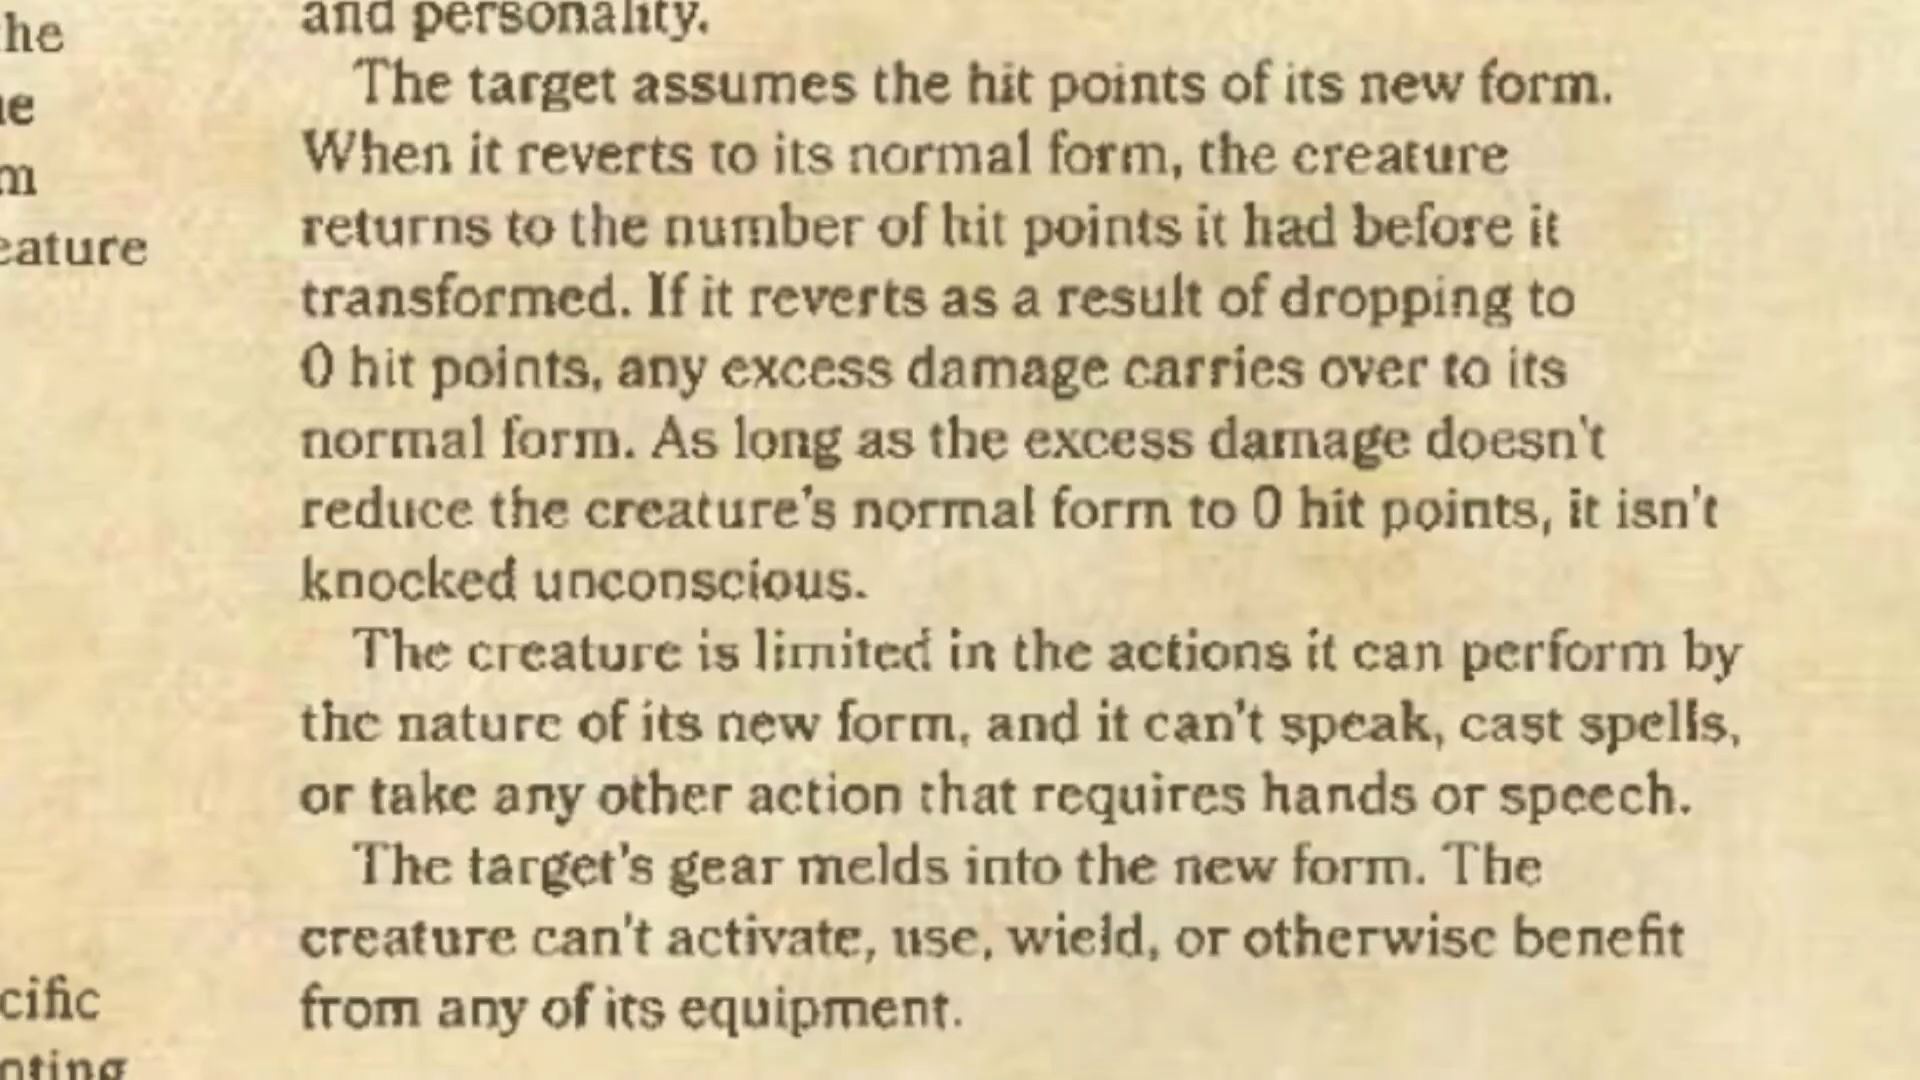 he
eature
cific
nting
and personality.
The target assumes the hit points of its new form.
When it reverts to its normal form, the creature
returns to the number of hit points it had before it
transformed. If it reverts as a result of dropping to
0 hit points, any excess damage carries over to its
normal form. As long as the excess damage doesn't
reduce the creature's normal form to 0 hit points, it isn't
knocked unconscious.
The creature is limited in the actions it can perform by
the nature of its new form, and it can't speak, cast spells,
or take any other action that requires hands or speech.
The target's gear melds into the new form. The
creature can't activate, use, wield, or otherwise benefit
from any of its equipment.